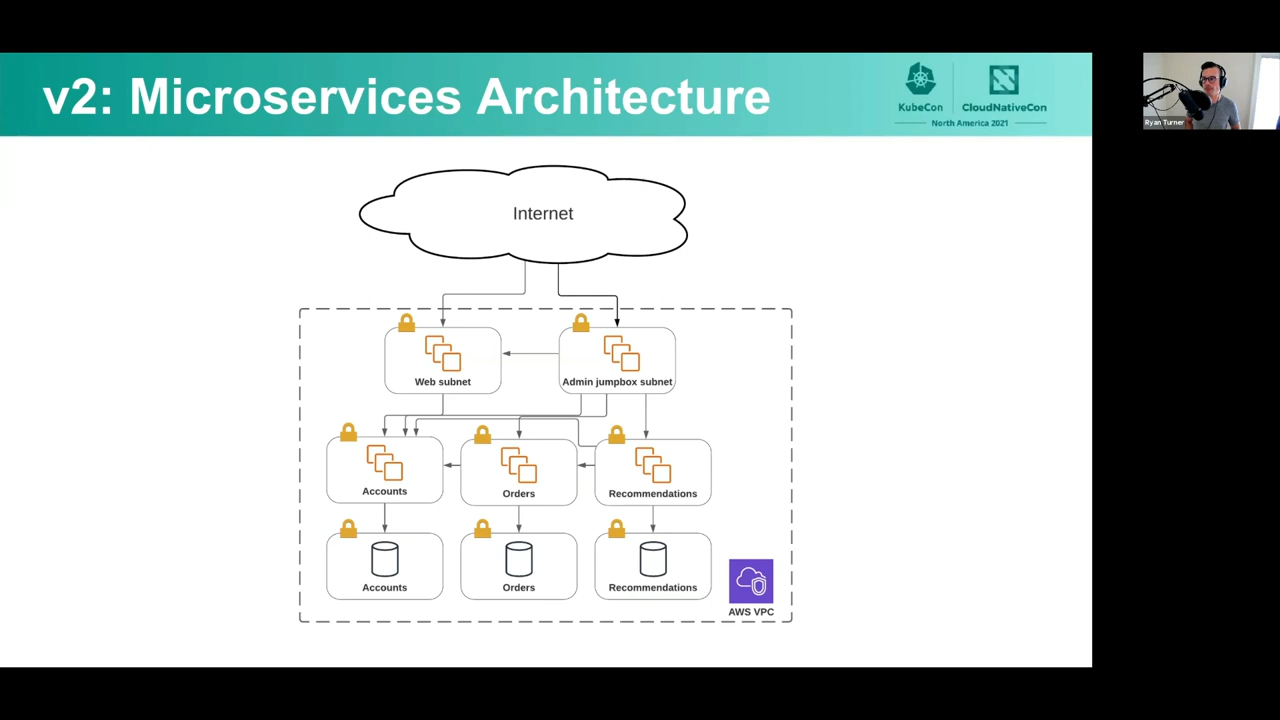 v2: Microservices Architecture
KubeCon
CloudNativeCon
North America 2021
Ryan Turner
Internet
Web subnet
Admin jumpbox subnet
Accounts
Orders
Recommendations
Accounts
Orders
Recommendations
AWS VPC